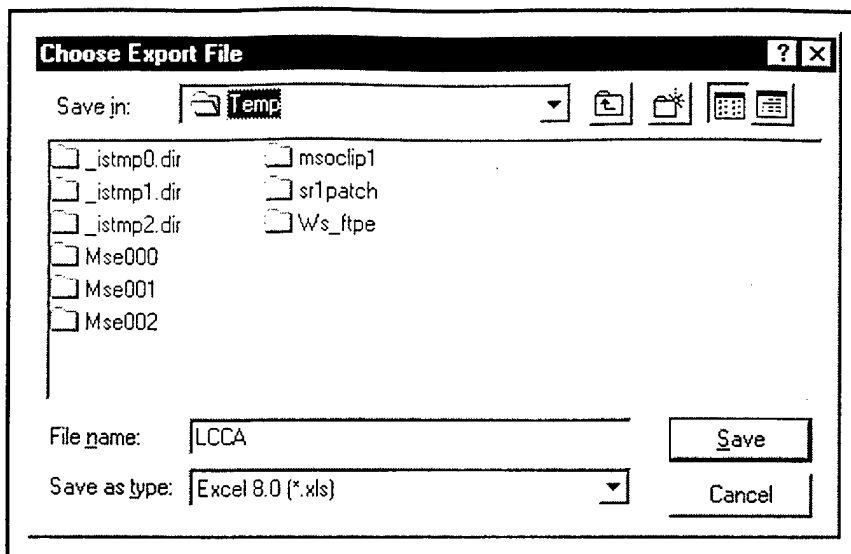 Choose Export File
Save in: Temp
_istmp0.dir
_istmp1.dir
_istmp2.dir
Mse000
Mse001
Mse002
msoclip1
sr1patch
Ws_ftpe
File name: LCCA Save
Save as type: Excel 8.0 (*.xls) Cancel